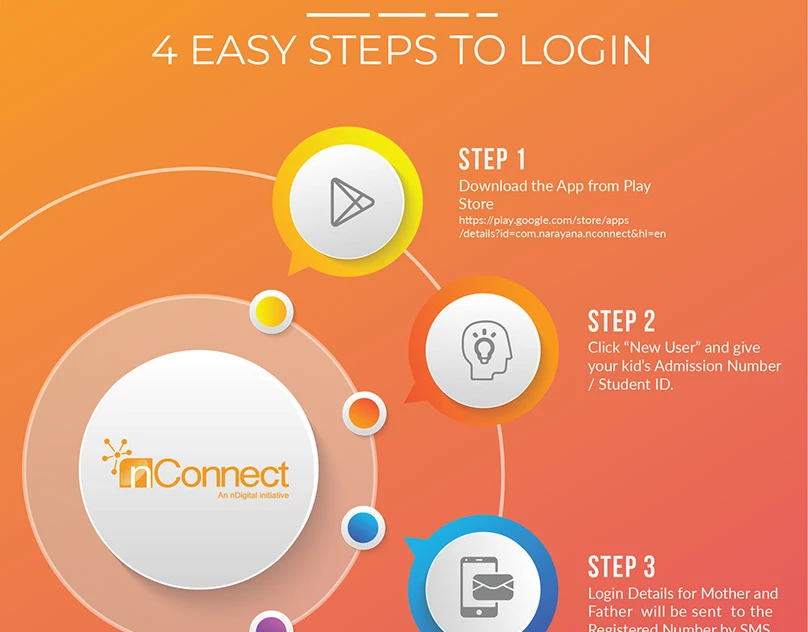 4 EASY STEPS TO LOGIN
STEP 1
Download the App from Play
Store
https://play.google.com/store/apps
/details?id=com.narayana.nconnect&hl=en
STEP 2
Click “New User” and give
your kid’s Admission Number
/ Student ID.
nConnect
An nDigital initiative
STEP 3
Login Details for Mother and
Father will be sent to the
Registered Number by SMS